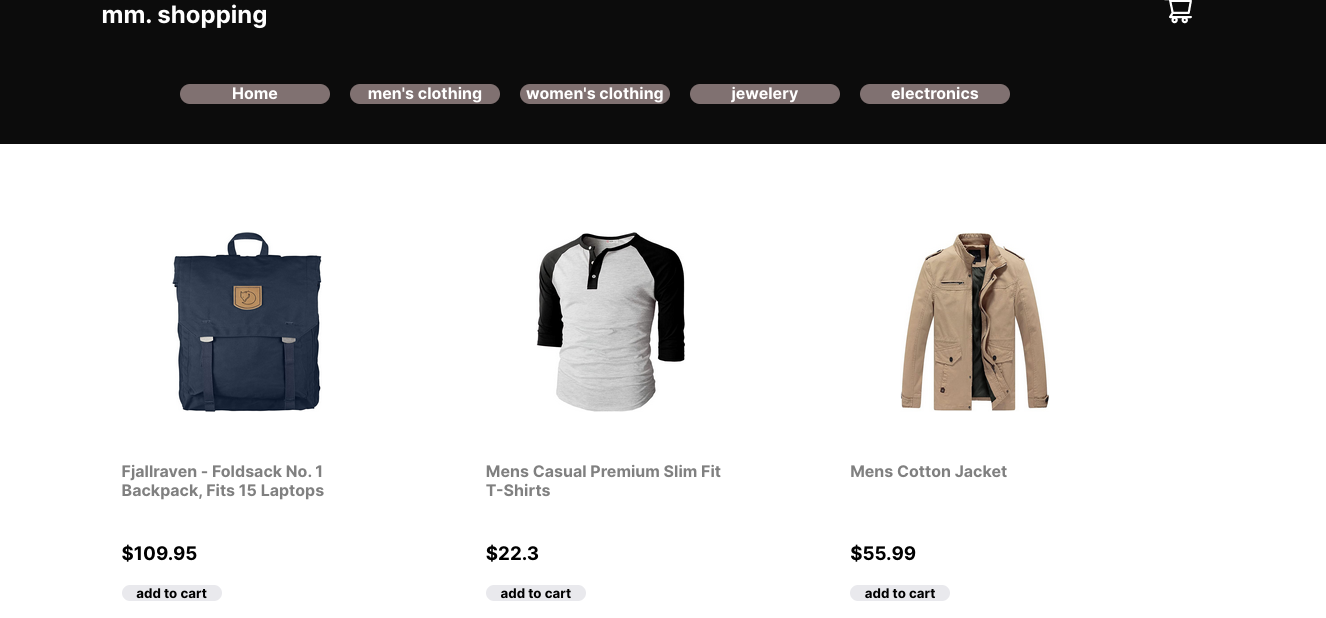 mm. shopping
Home
men's clothing
women's clothing
jewelery
electronics
Fjallraven - Foldsack No. 1
Backpack, Fits 15 Laptops
$109.95
add to cart
Mens Casual Premium Slim Fit
T-Shirts
$22.3
add to cart
Mens Cotton Jacket
$55.99
add to cart